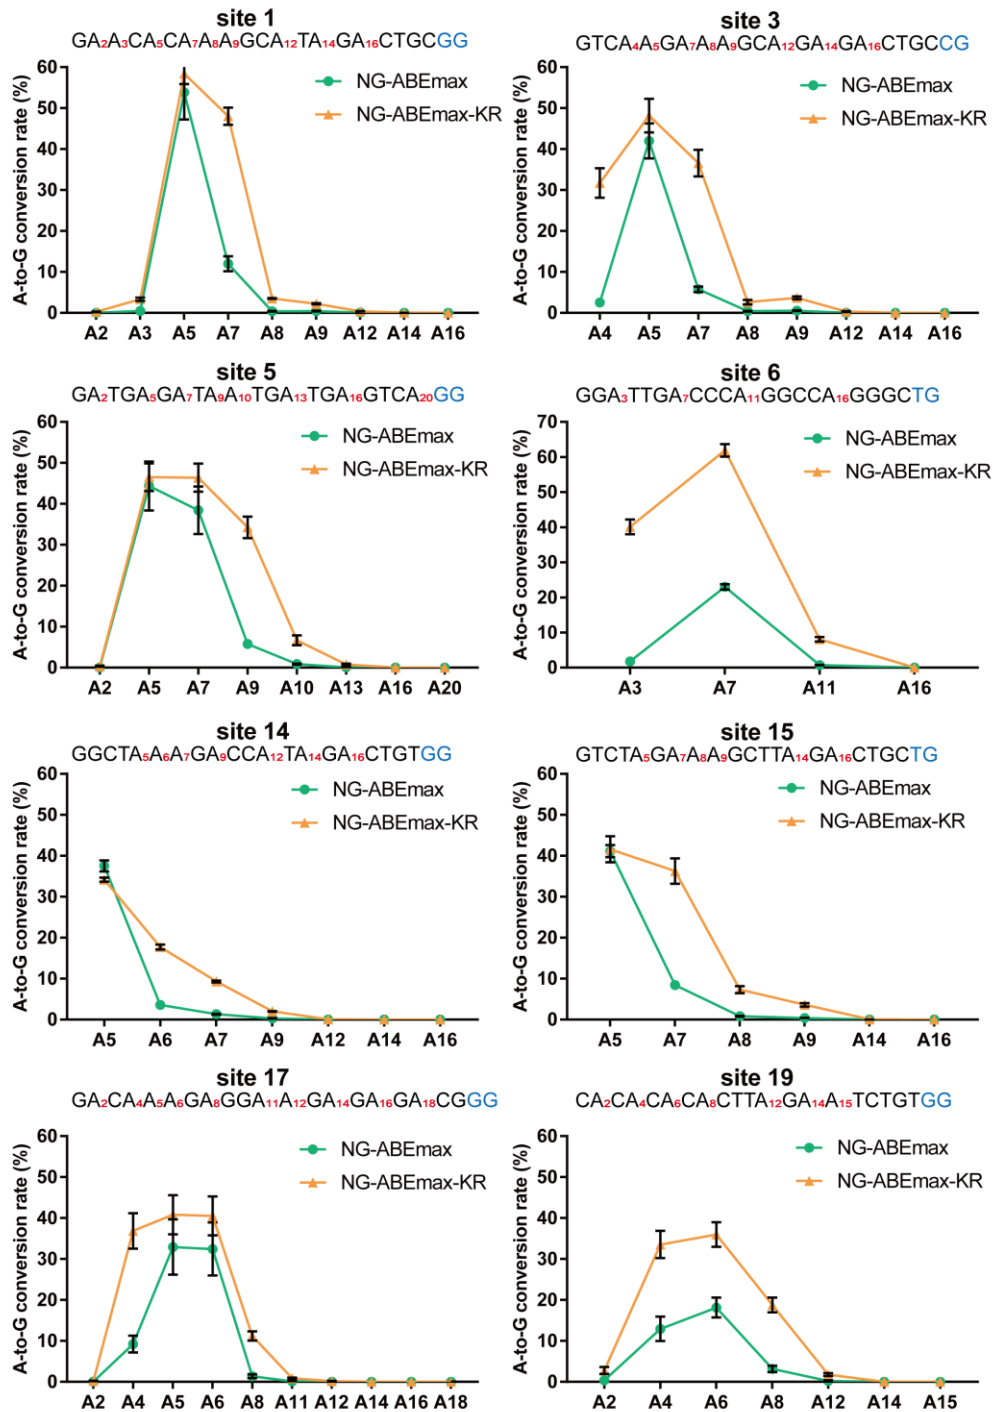 site 1
GA2A3CA5CA7A8A9GCA12TA14GA16CTGCGG
A-to-G conversion rate (%)
60
50
40
30
20
10
0
NG-ABEmax
NG-ABEmax-KR
A2 A3 A5 A7 A8 A9 A12 A14 A16
site 3
GTCA4A5GA7A8A9GCA12GA14GA16CTGCCG
A-to-G conversion rate (%)
60
50
40
30
20
10
0
NG-ABEmax
NG-ABEmax-KR
A4 A5 A7 A8 A9 A12 A14 A16
site 5
GA2TGA5GA7TA9A10TGA13TGA16GTCA20GG
A-to-G conversion rate (%)
60
50
40
30
20
10
0
NG-ABEmax
NG-ABEmax-KR
A2 A5 A7 A9 A10 A13 A16 A20
site 6
GGA3TTGA7CCCA11GGCCA16GGGCTG
A-to-G conversion rate (%)
70
60
50
40
30
20
10
0
NG-ABEmax
NG-ABEmax-KR
A3 A7 A11 A16
site 14
GGCTA5A6A7GA9CCA12TA14GA16CTGTGG
A-to-G conversion rate (%)
60
50
40
30
20
10
0
NG-ABEmax
NG-ABEmax-KR
A5 A6 A7 A9 A12 A14 A16
site 15
GTCTA5GA7A8A9GCTTA14GA16CTGCTG
A-to-G conversion rate (%)
60
50
40
30
20
10
0
NG-ABEmax
NG-ABEmax-KR
A5 A7 A8 A9 A14 A16
site 17
GA2CA4A5A6GA8GGA11A12GA14GA16GA18CGGG
A-to-G conversion rate (%)
60
50
40
30
20
10
0
NG-ABEmax
NG-ABEmax-KR
A2 A4 A5 A6 A8 A11 A12 A14 A16 A18
site 19
CA2CA4CA6CA8CTTA12GA14A15TCTGTGG
A-to-G conversion rate (%)
60
50
40
30
20
10
0
NG-ABEmax
NG-ABEmax-KR
A2 A4 A6 A8 A12 A14 A15